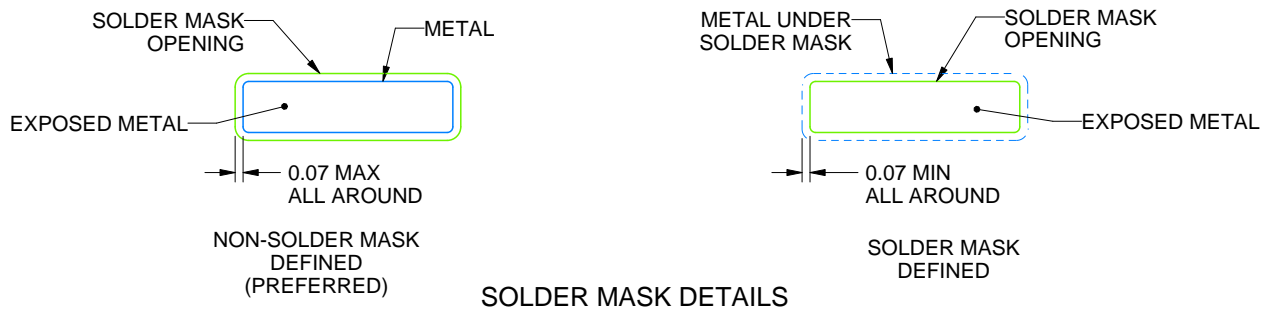 SOLDER MASK
OPENING
METAL
EXPOSED METAL
0.07 MAX
ALL AROUND
NON-SOLDER MASK
DEFINED
(PREFERRED)
METAL UNDER
SOLDER MASK
SOLDER MASK
OPENING
EXPOSED METAL
0.07 MIN
ALL AROUND
SOLDER MASK
DEFINED
SOLDER MASK DETAILS